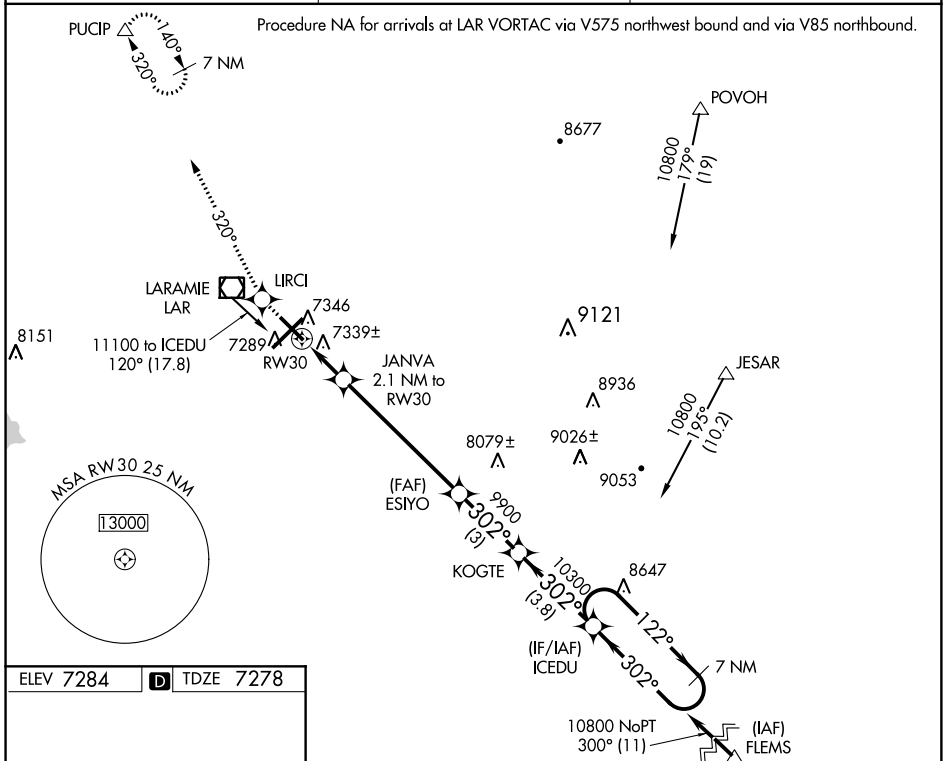 Procedure NA for arrivals at LAR VORTAC via V575 northwest bound and via V85 northbound.
PUCIP
140°
320°
7 NM
POVOH
8677
10800
179°
(19)
320°
LIRCI
LARAMIE
LAR
7346
9121
8151
11100 to ICEDU
120° (17.8)
7289
7339±
RW30
JANVA
2.1 NM to
RW30
JESAR
8936
10800
195°
(10.2)
8079±
9026±
9053
MSA RW30 25 NM
13000
(FAF)
ESIYO
9900
302°
(3)
KOGTE
10300
302°
(3.8)
8647
122°
(IF/IAF)
ICEDU
302°
7 NM
ELEV 7284
D
TDZE 7278
10800 NoPT
300° (11)
(IAF)
FLEMS